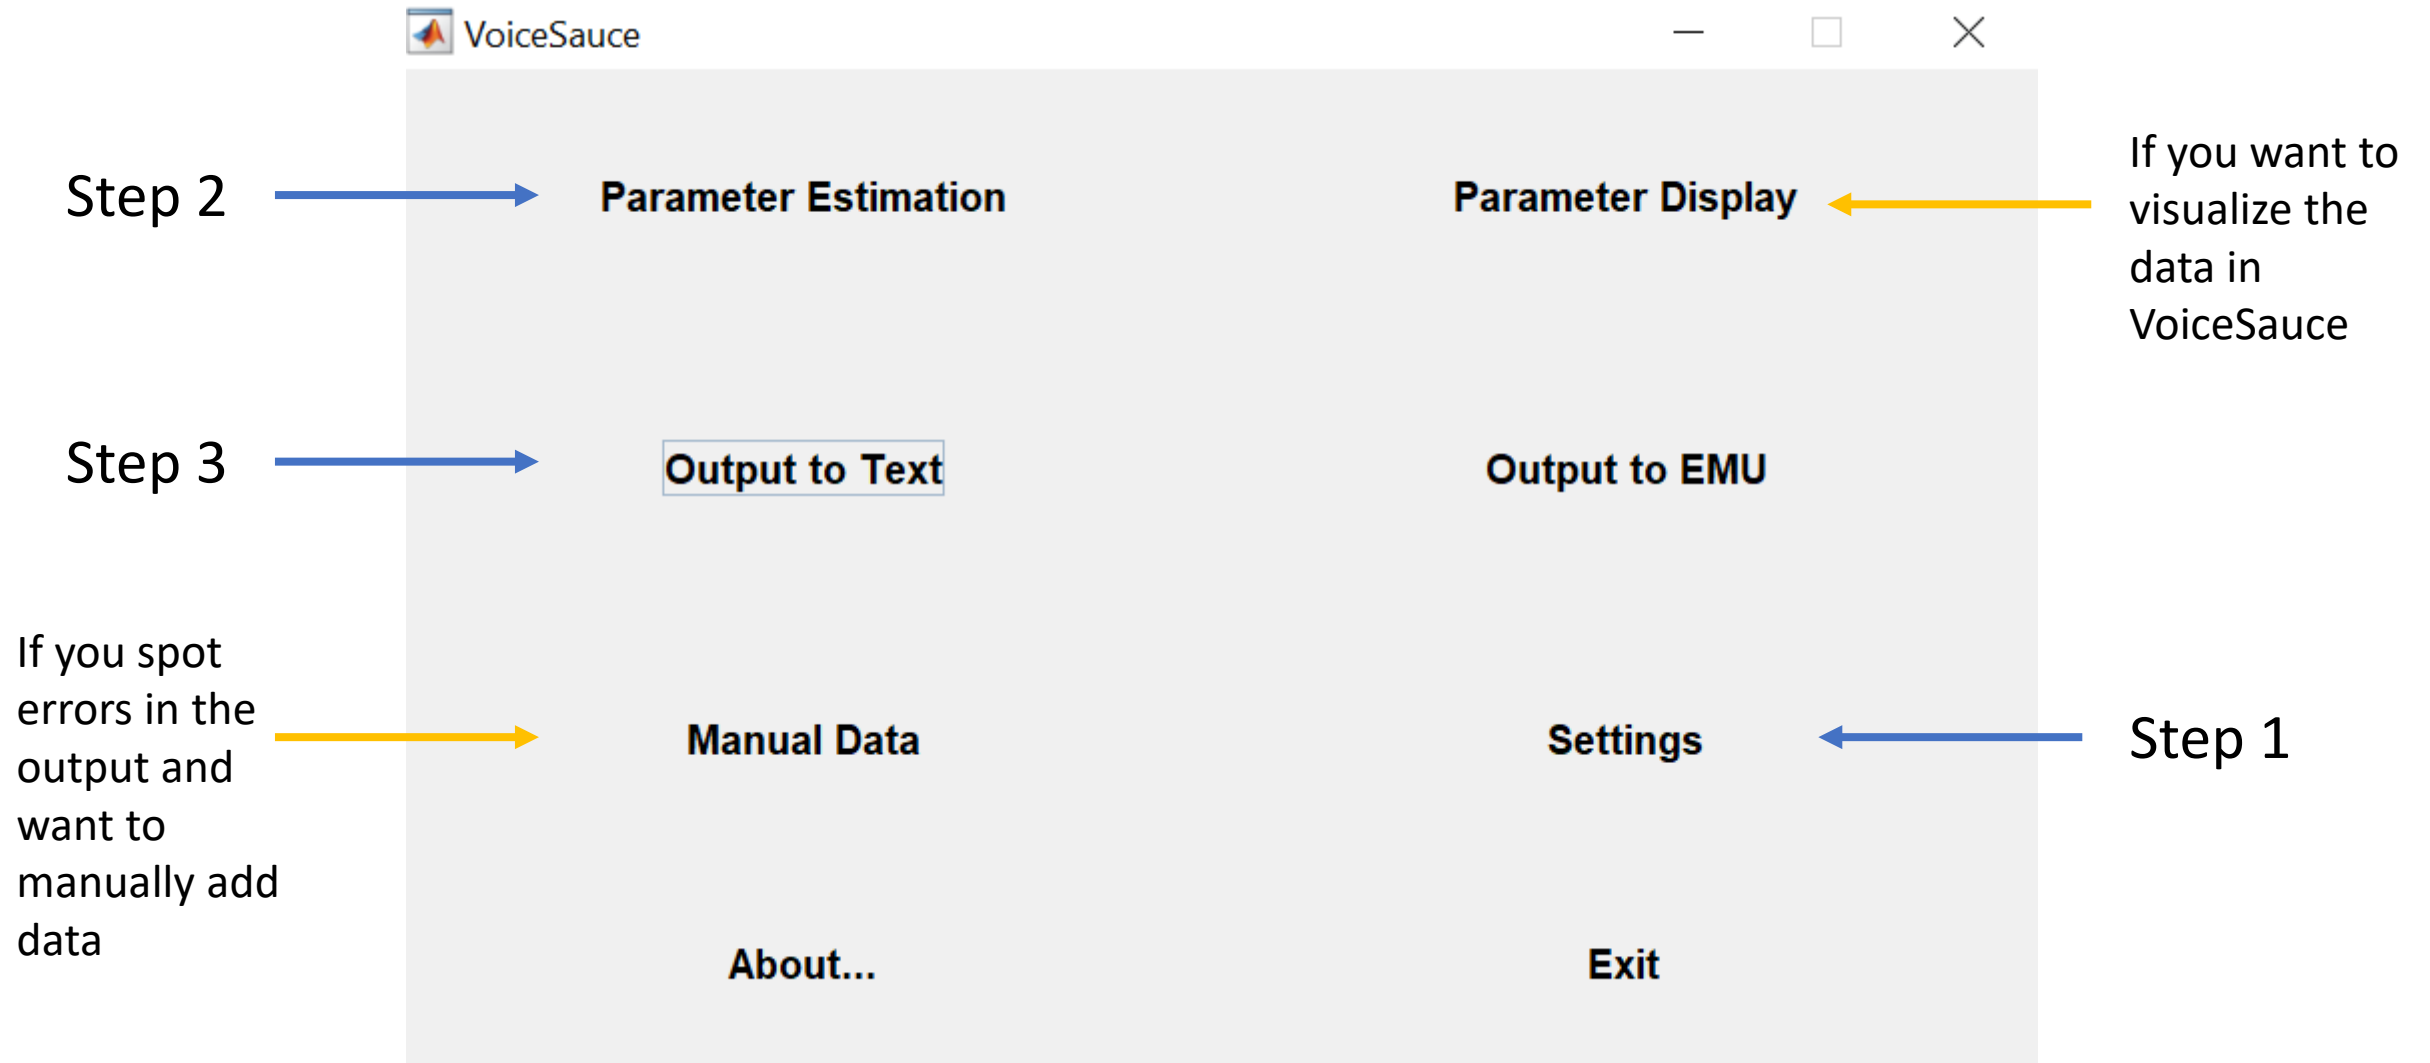 VoiceSauce
Step 2
Parameter Estimation
Parameter Display
If you want to
visualize the
data in
VoiceSauce
Step 3
Output to Text
Output to EMU
If you spot
errors in the
output and
want to
manually add
data
Manual Data
Settings
Step 1
About...
Exit